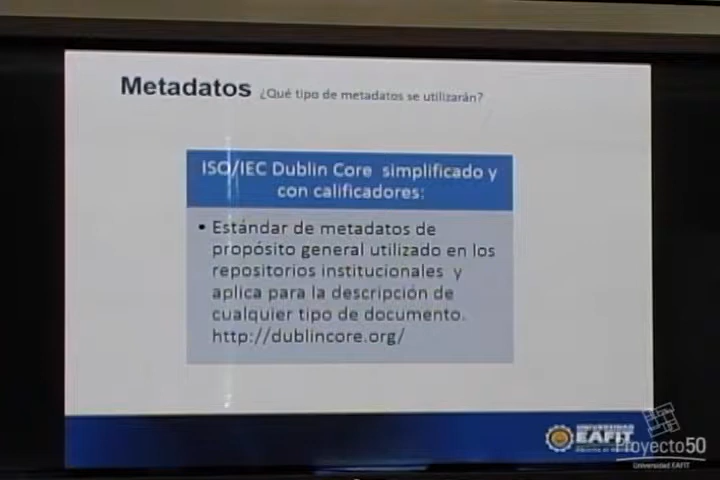 Metadatos ¿Qué tipo de metadatos se utilizarán?
ISO/IEC Dublin Core simplificado y
con calificadores:
• Estándar de metadatos de
propósito general utilizado en los
repositorios institucionales y
aplica para la descripción de
cualquier tipo de documento.
http://dublincore.org/
UNIVERSIDAD
EAFIT
Proyecto50
Universidad EAFIT